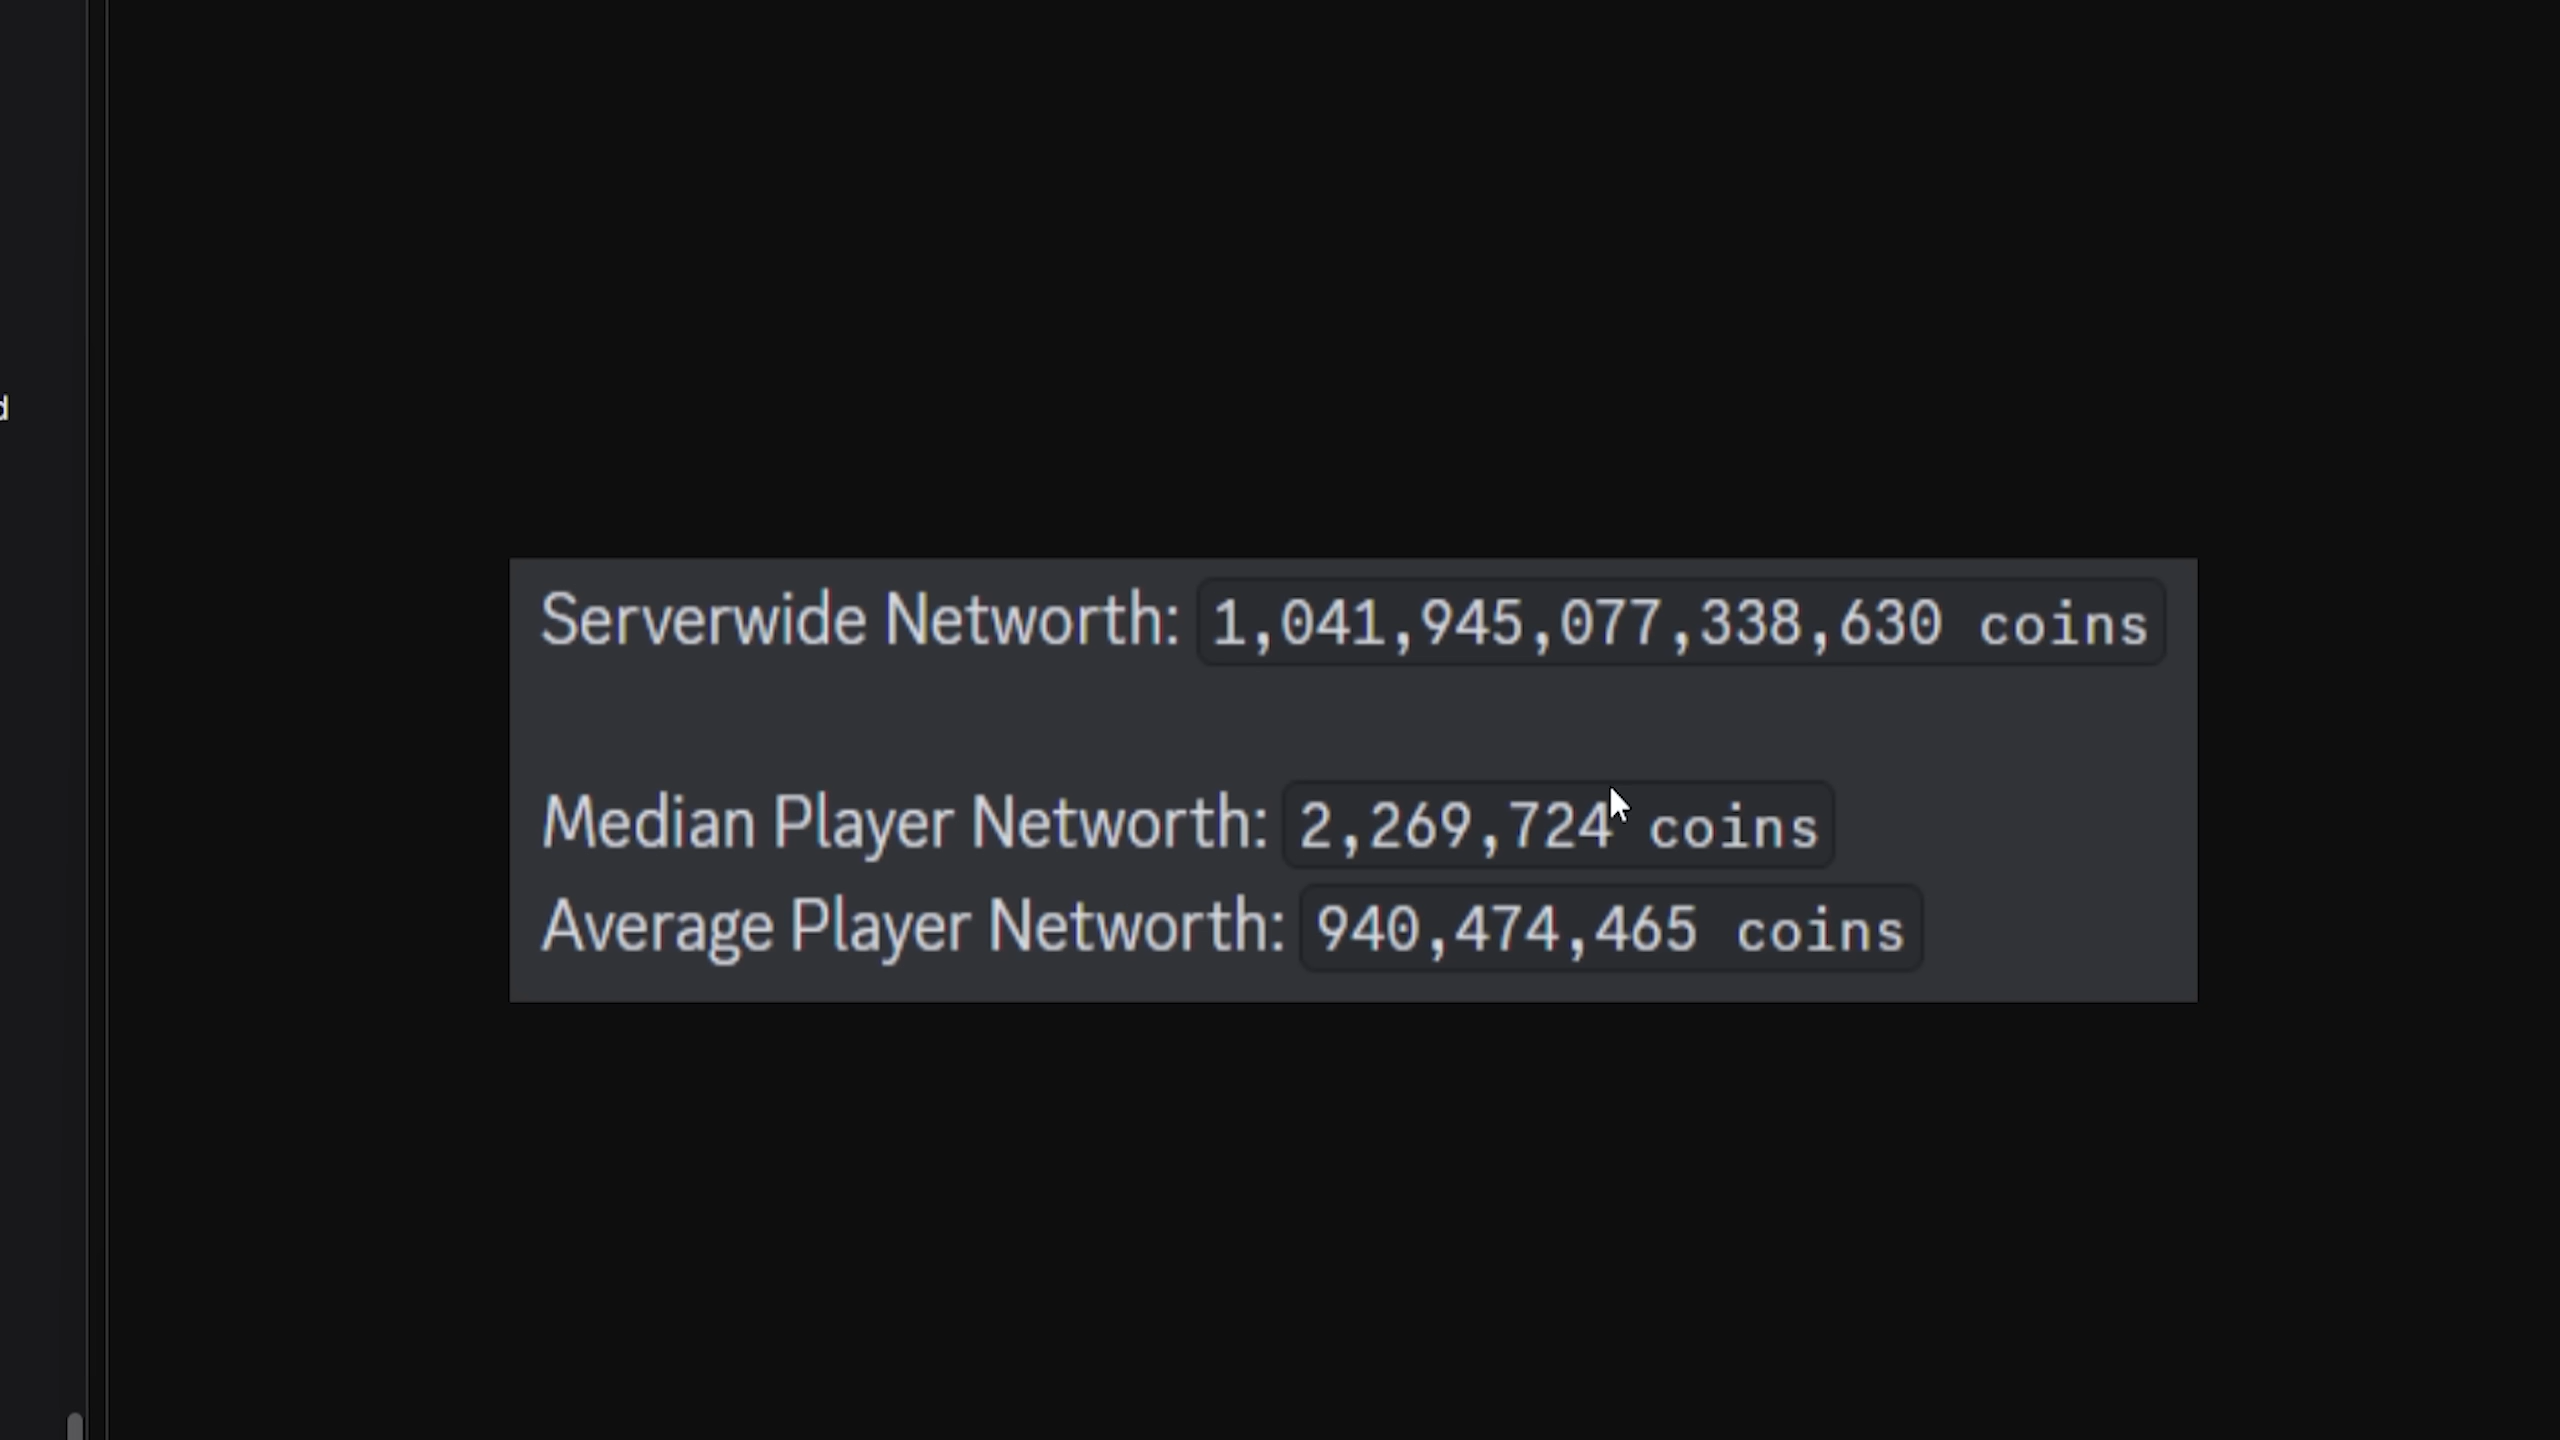 Serverwide Networth: 1,041,945,077,338,630 coins
Median Player Networth: 2,269,724 coins
Average Player Networth: 940,474,465 coins